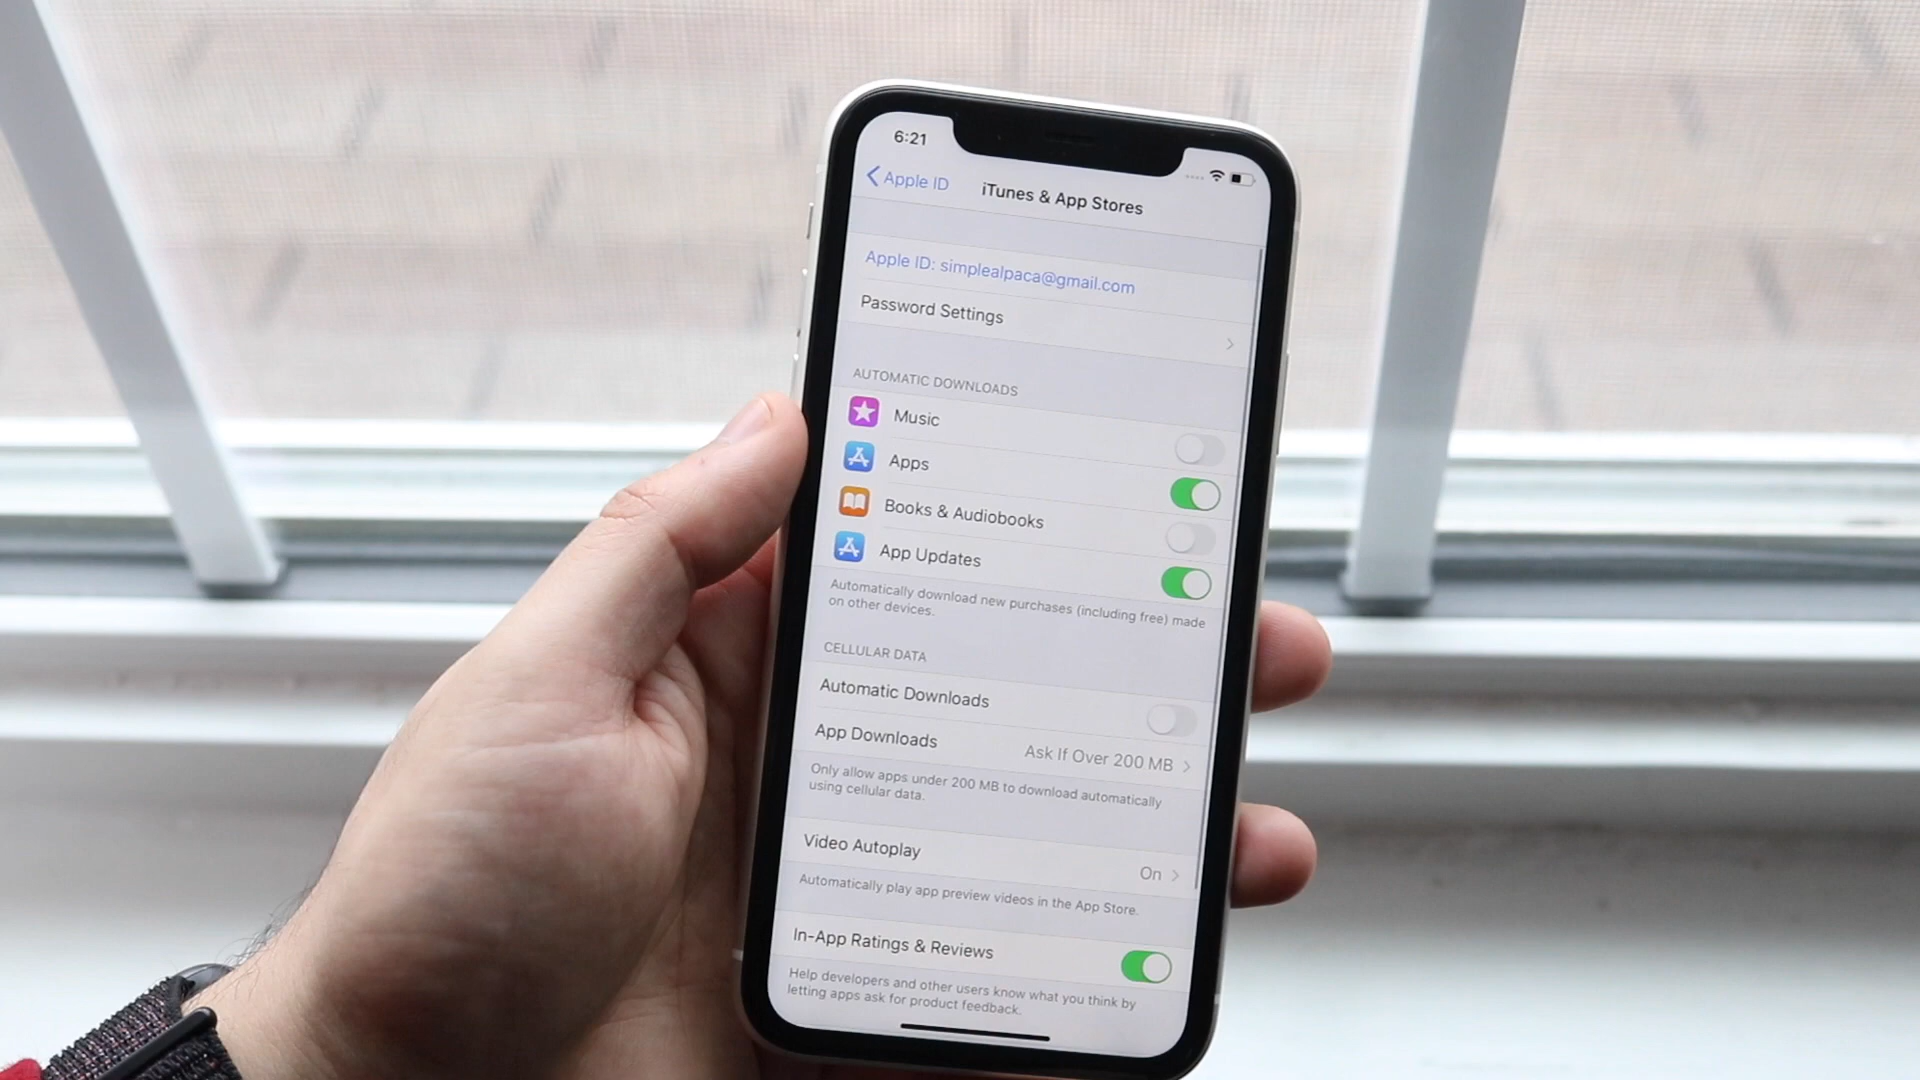 6:21
Apple ID
iTunes & App Stores
Apple ID: simplealpaca@gmail.com
Password Settings
AUTOMATIC DOWNLOADS
Music
Apps
Books & Audiobooks
App Updates
Automatically download new purchases (including free) made
on other devices.
CELLULAR DATA
Automatic Downloads
App Downloads Ask If Over 200 MB
Only allow apps under 200 MB to download automatically
using cellular data.
Video Autoplay On
Automatically play app preview videos in the App Store.
In-App Ratings & Reviews
Help developers and other users know what you think by
letting apps ask for product feedback.